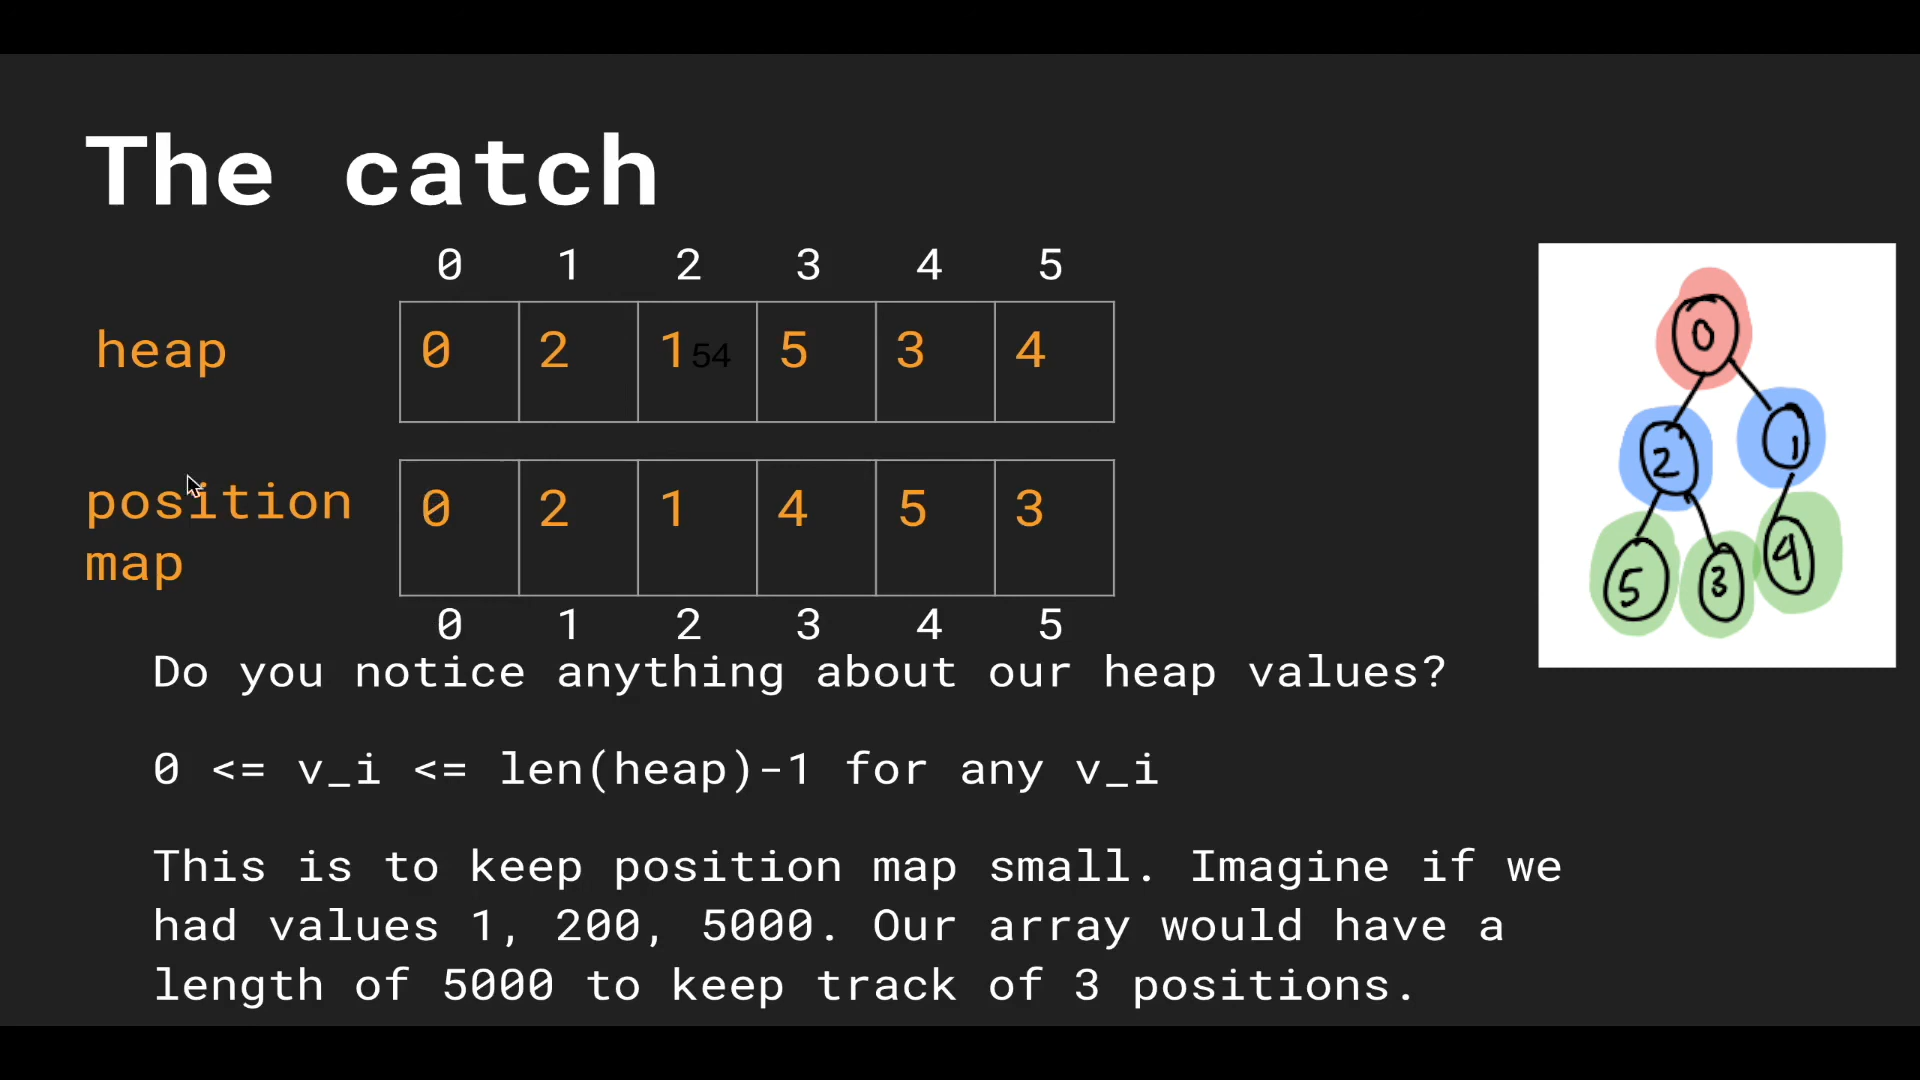 The catch
0 1 2 3 4 5
heap 0 2 1 54 5 3 4
position
map
0 2 1 4 5 3
0 1 2 3 4 5
Do you notice anything about our heap values?
0 <= v_i <= len(heap)-1 for any v_i
This is to keep position map small. Imagine if we
had values 1, 200, 5000. Our array would have a
length of 5000 to keep track of 3 positions.
0
2 1
5 3 4